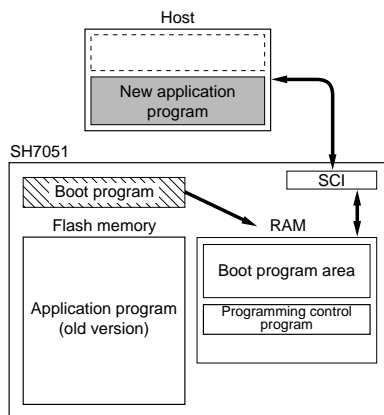 Host
New application
program
SH7051
SCI
Boot program
Flash memory
RAM
Application program
(old version)
Boot program area
Programming control
program